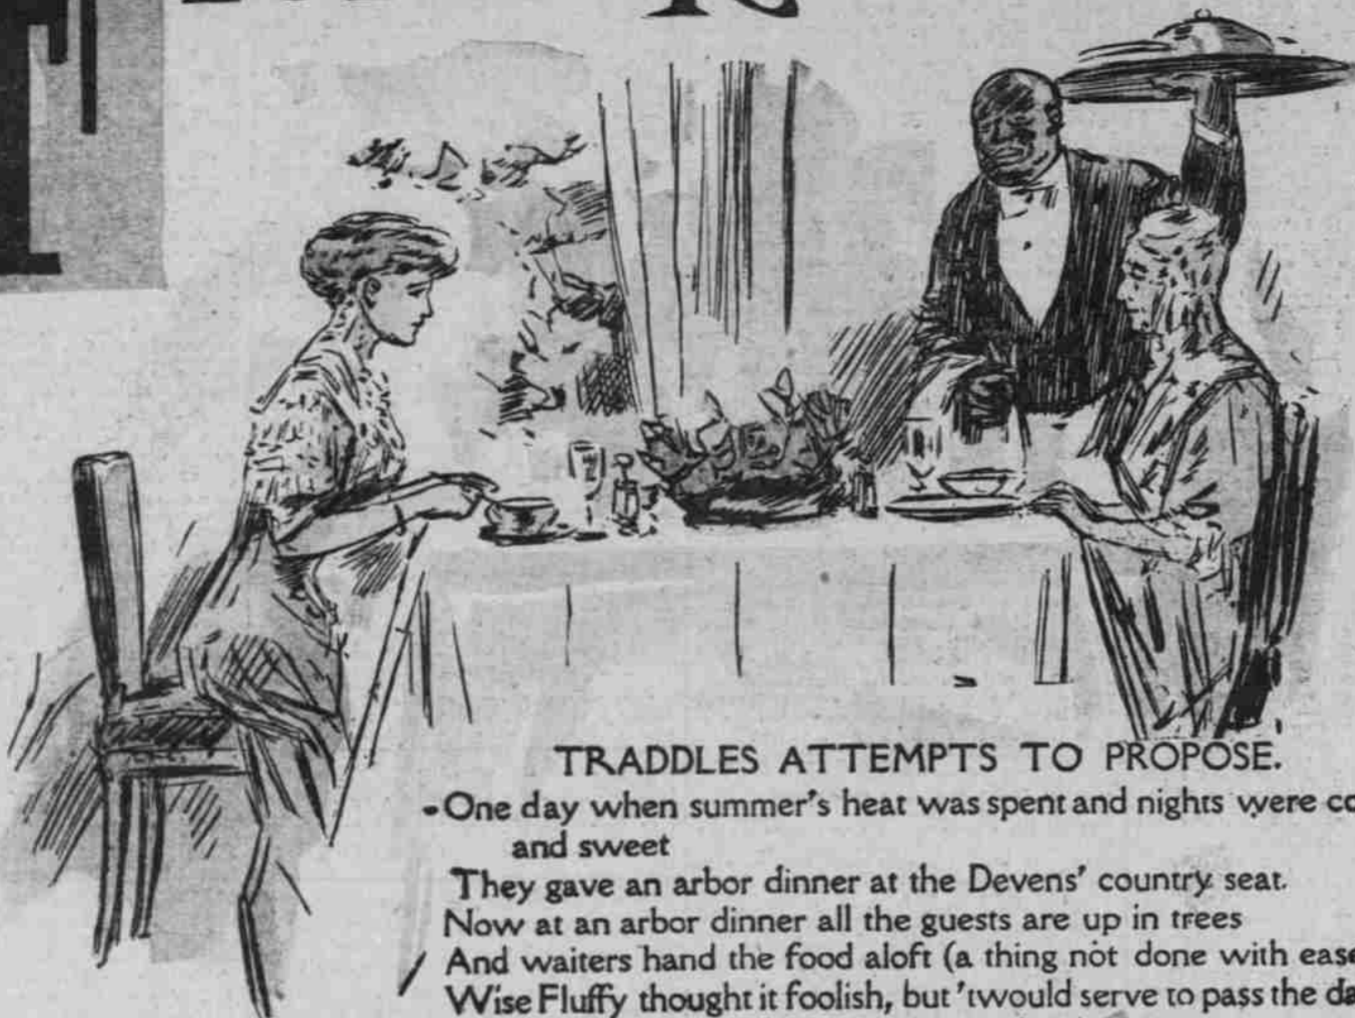 TRADDLES ATTEMPTS TO PROPOSE.
One day when summer's heat was spent and nights were
and sweet
They gave an arbor dinner at the Devens' country seat.
Now at an arbor dinner all the guests are up in trees
And waiters hand the food aloft (a thing not done with ease
Wise Fluffy thought it foolish, but 'twould serve to pass the